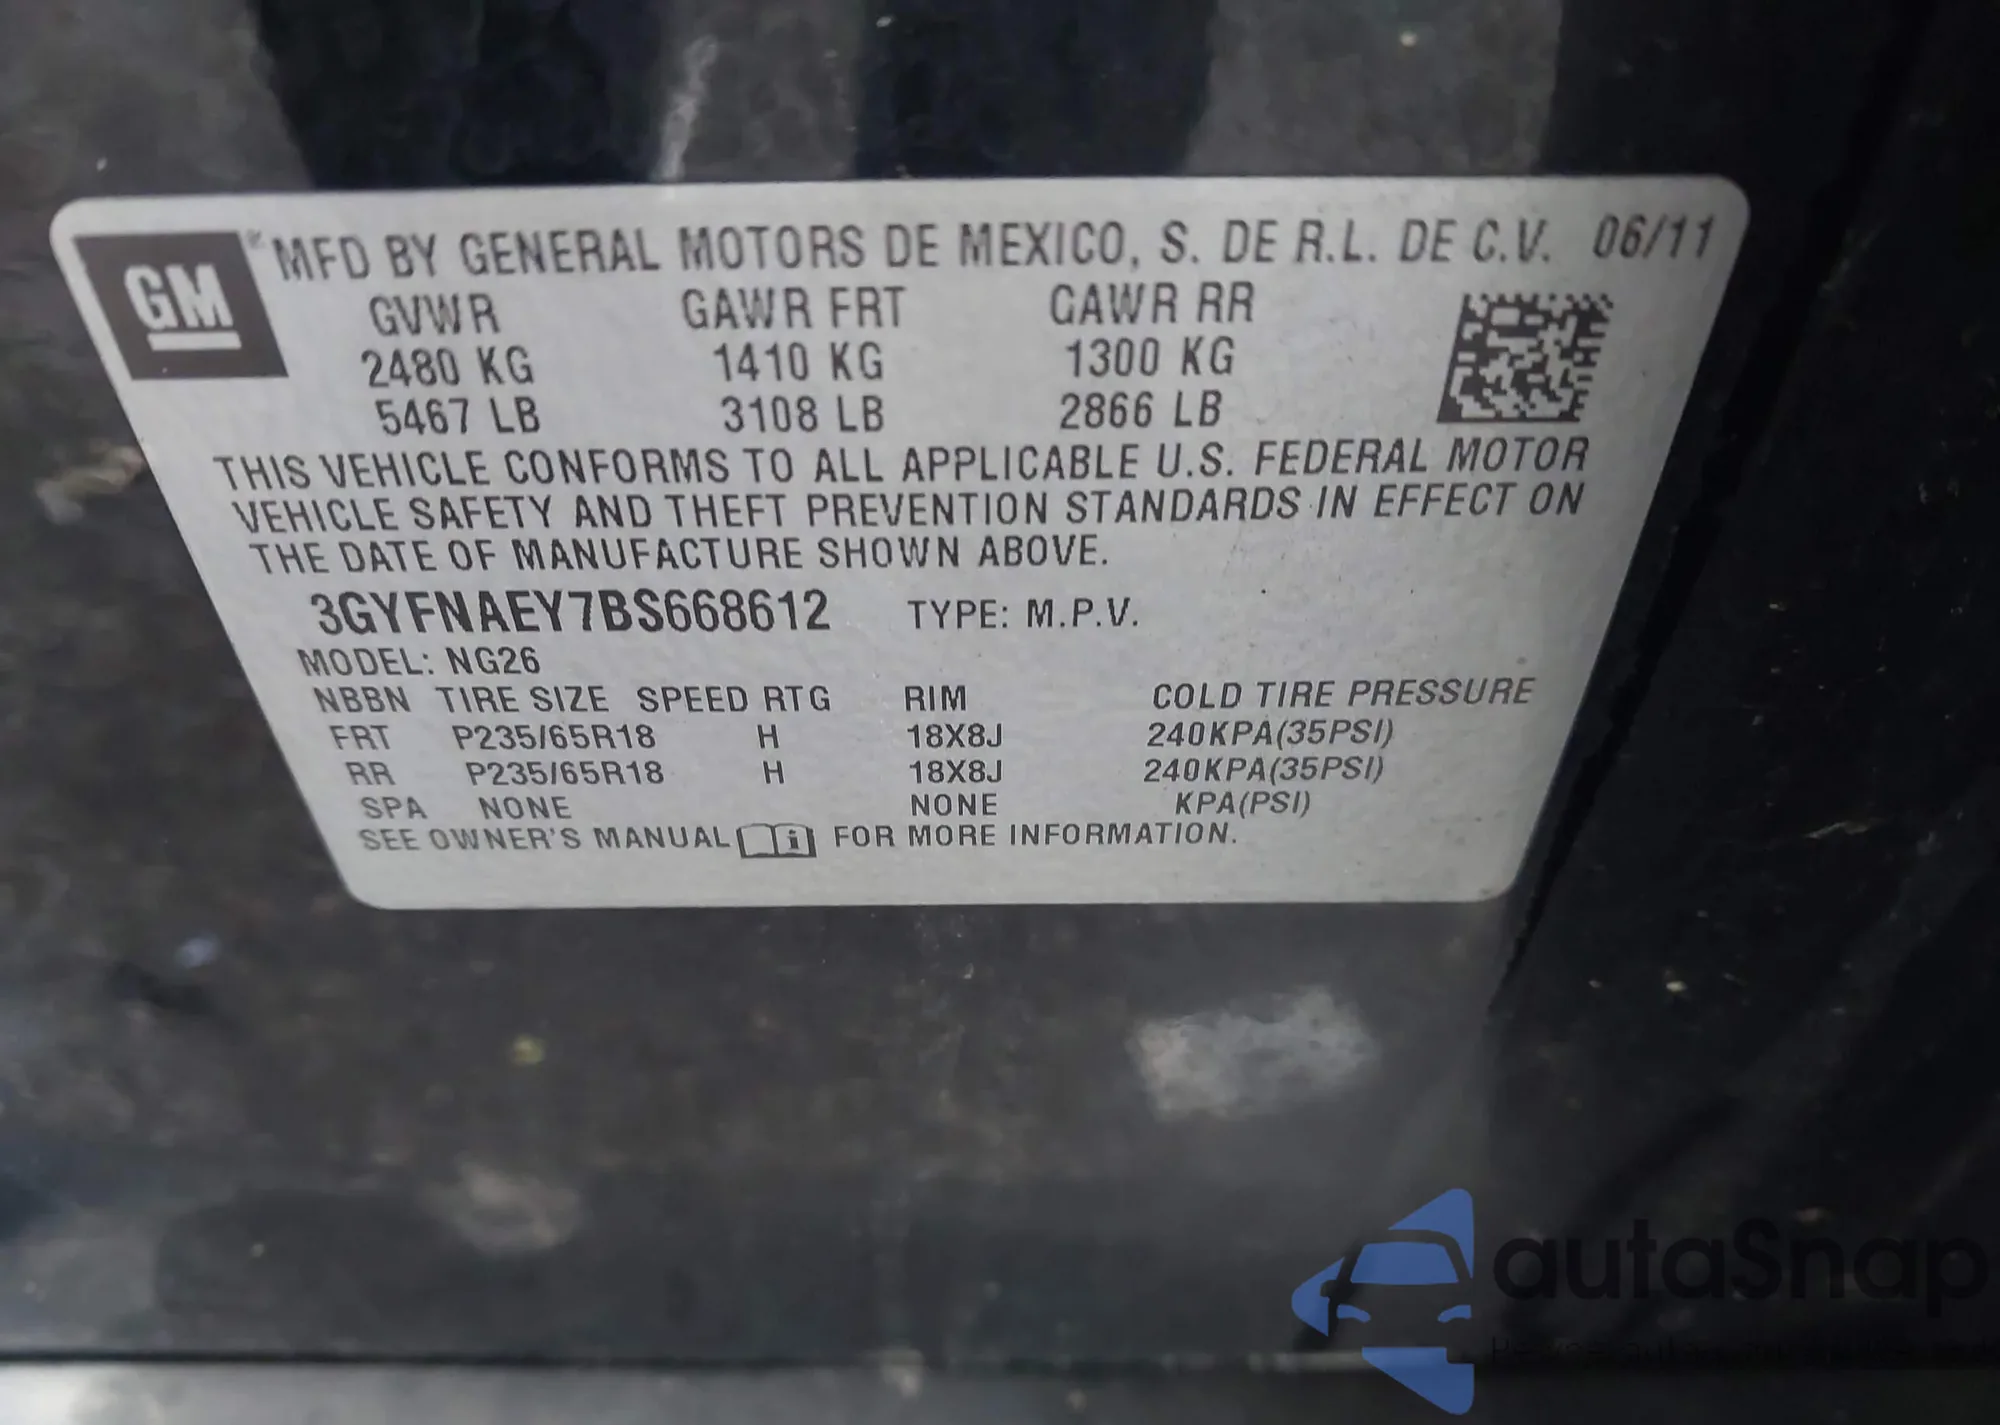 GM
MFD BY GENERAL MOTORS DE MEXICO, S. DE R.L. DE C.V. 06/11
GVWR GAWR FRT GAWR RR
2480 KG 1410 KG 1300 KG
5467 LB 3108 LB 2866 LB
THIS VEHICLE CONFORMS TO ALL APPLICABLE U.S. FEDERAL MOTOR
VEHICLE SAFETY AND THEFT PREVENTION STANDARDS IN EFFECT ON
THE DATE OF MANUFACTURE SHOWN ABOVE.
3GYFNAEY7BS668612 TYPE: M.P.V.
MODEL: NG26
NBBN TIRE SIZE SPEED RTG RIM COLD TIRE PRESSURE
FRT P235/65R18 H 18X8J 240KPA(35PSI)
RR P235/65R18 H 18X8J 240KPA(35PSI)
SPA NONE NONE KPA(PSI)
SEE OWNER'S MANUAL FOR MORE INFORMATION.
autaSnap